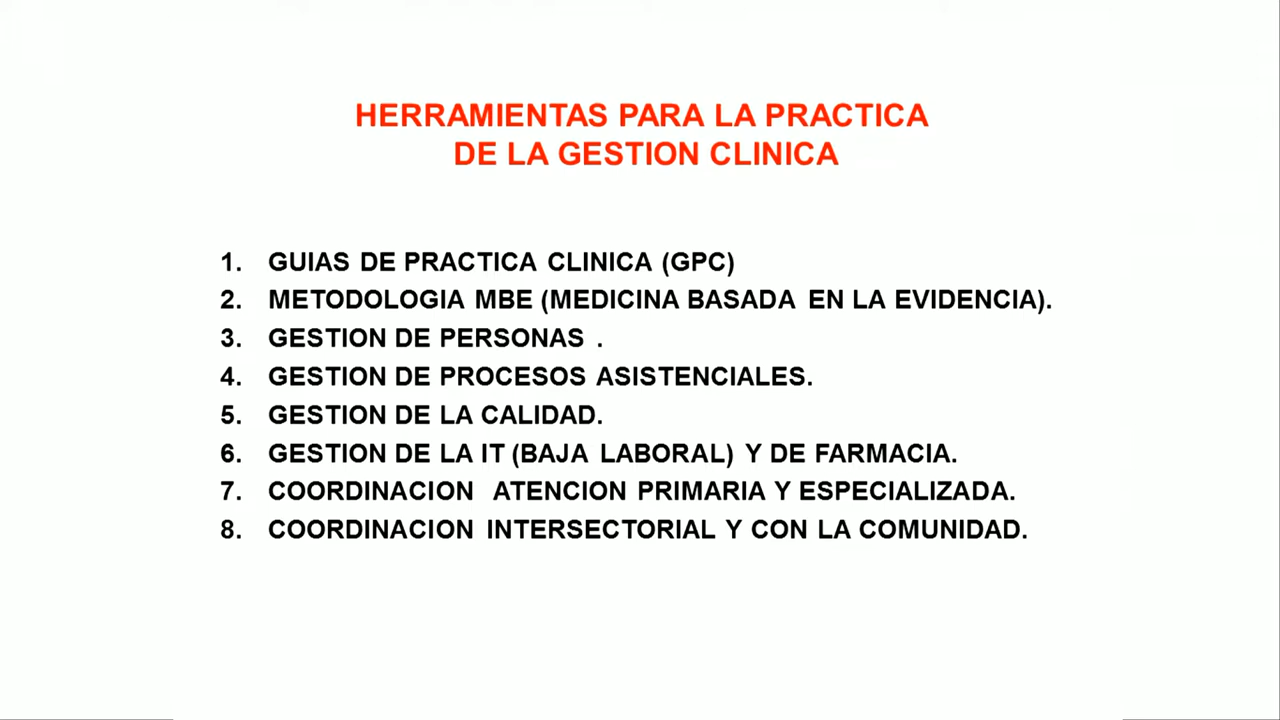 HERRAMIENTAS PARA LA PRACTICA
DE LA GESTION CLINICA
1. GUIAS DE PRACTICA CLINICA (GPC)
2. METODOLOGIA MBE (MEDICINA BASADA EN LA EVIDENCIA).
3. GESTION DE PERSONAS .
4. GESTION DE PROCESOS ASISTENCIALES.
5. GESTION DE LA CALIDAD.
6. GESTION DE LA IT (BAJA LABORAL) Y DE FARMACIA.
7. COORDINACION ATENCION PRIMARIA Y ESPECIALIZADA.
8. COORDINACION INTERSECTORIAL Y CON LA COMUNIDAD.